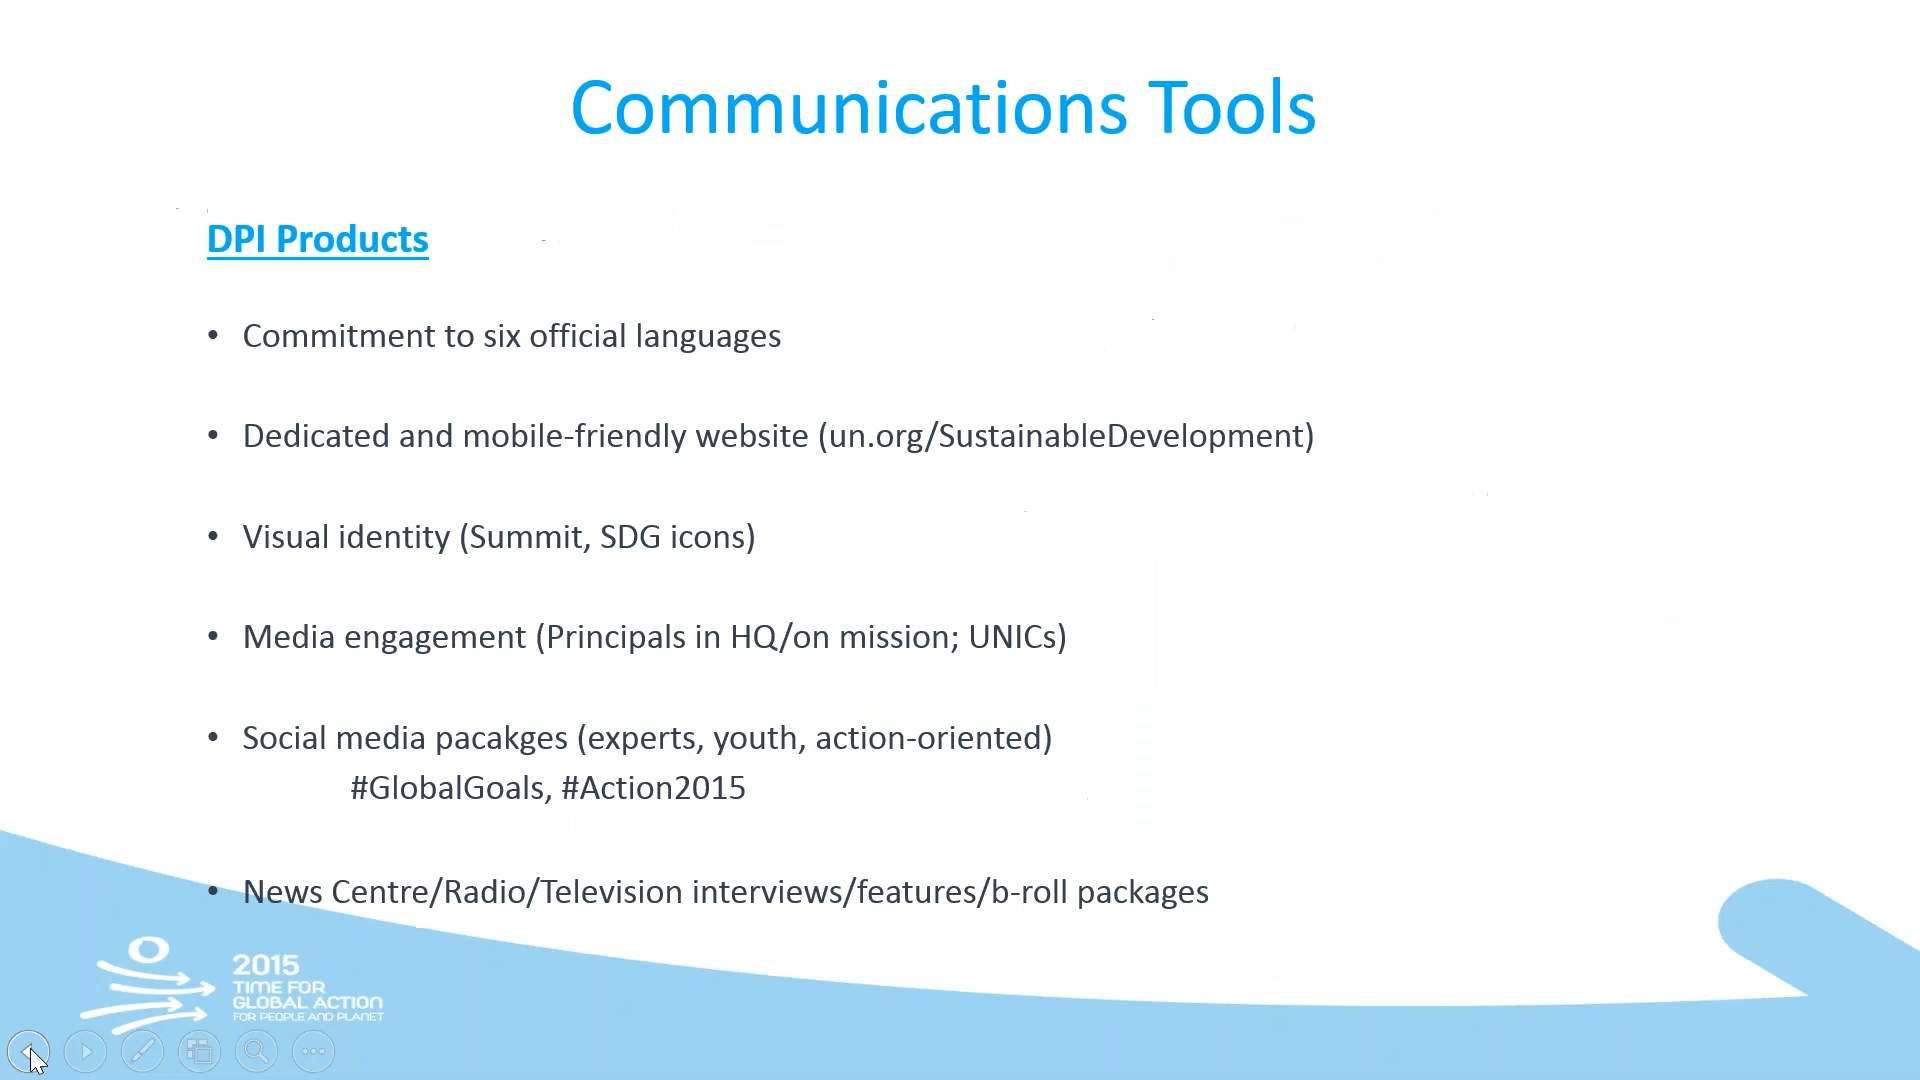 Communications Tools
DPI Products
• Commitment to six official languages
• Dedicated and mobile-friendly website (un.org/SustainableDevelopment)
• Visual identity (Summit, SDG icons)
• Media engagement (Principals in HQ/on mission; UNICs)
• Social media pacakges (experts, youth, action-oriented)
#GlobalGoals, #Action2015
• News Centre/Radio/Television interviews/features/b-roll packages
2015
TIME FOR
GLOBAL ACTION
FOR PEOPLE AND PLANET